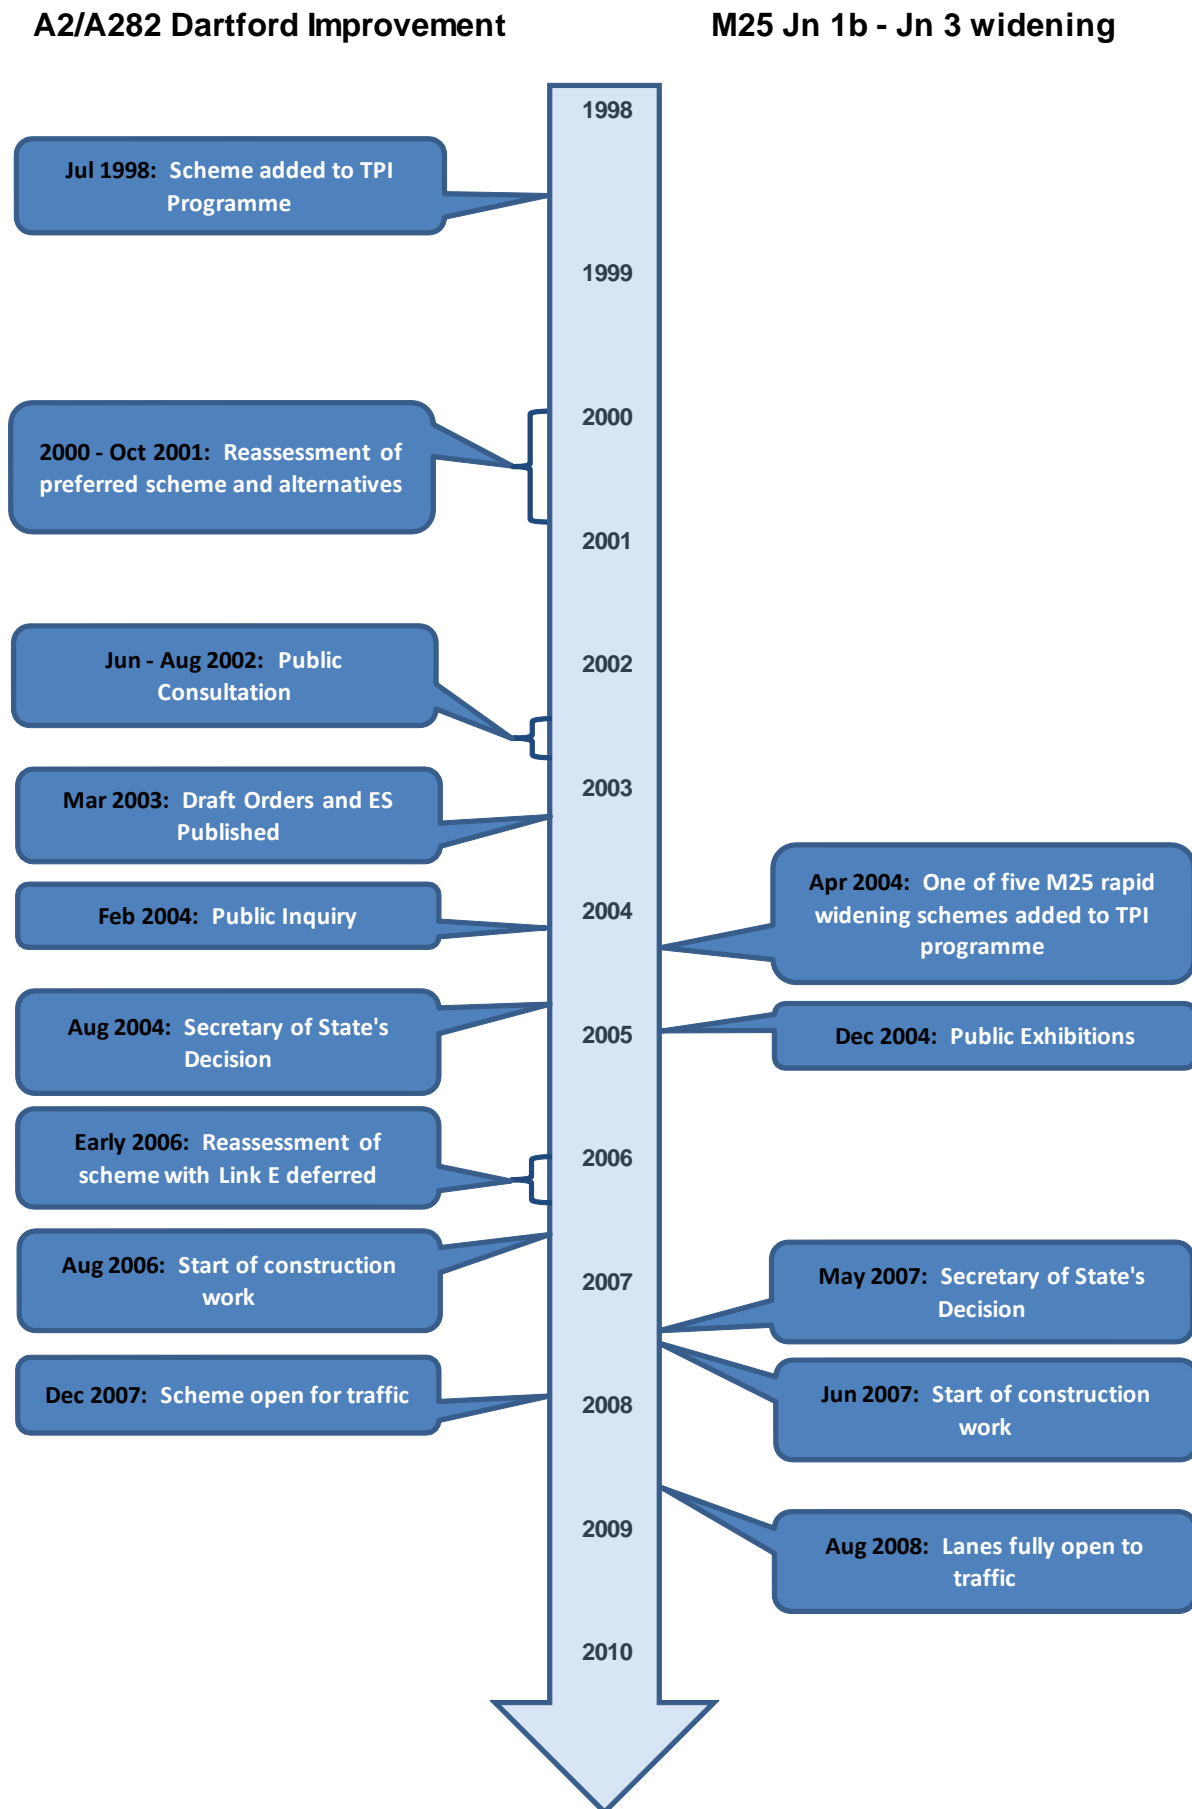 A2/A282 Dartford Improvement
M25 Jn 1b - Jn 3 widening
1998
Jul 1998: Scheme added to TPI
Programme
1999
2000
2000 - Oct 2001: Reassessment of
preferred scheme and alternatives
2001
Jun - Aug 2002: Public
Consultation
2002
2003
Mar 2003: Draft Orders and ES
Published
Apr 2004: One of five M25 rapid
widening schemes added to TPI
programme
Feb 2004: Public Inquiry
2004
Aug 2004: Secretary of State's
Decision
2005
Dec 2004: Public Exhibitions
Early 2006: Reassessment of
scheme with Link E deferred
2006
Aug 2006: Start of construction
work
2007
May 2007: Secretary of State's
Decision
Dec 2007: Scheme open for traffic
2008
Jun 2007: Start of construction
work
2009
Aug 2008: Lanes fully open to
traffic
2010